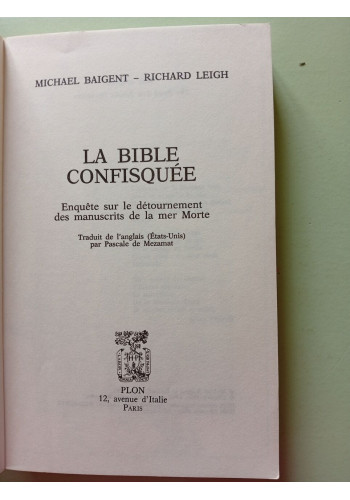 MICHAEL BAIGENT – RICHARD LEIGH
LA BIBLE
CONFISQUÉE
Enquête sur le détournement
des manuscrits de la mer Morte
Traduit de l'anglais (États-Unis)
par Pascale de Mezamat
PLON
12, avenue d'Italie
PARIS